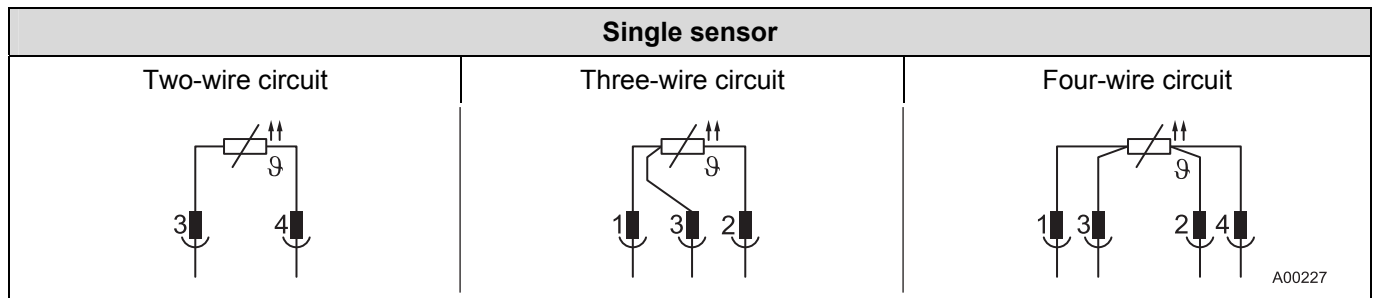 Single sensor
Two-wire circuit Three-wire circuit Four-wire circuit
ϑ ϑ ϑ
3 4 1 3 2 1 3 2 4
A00227